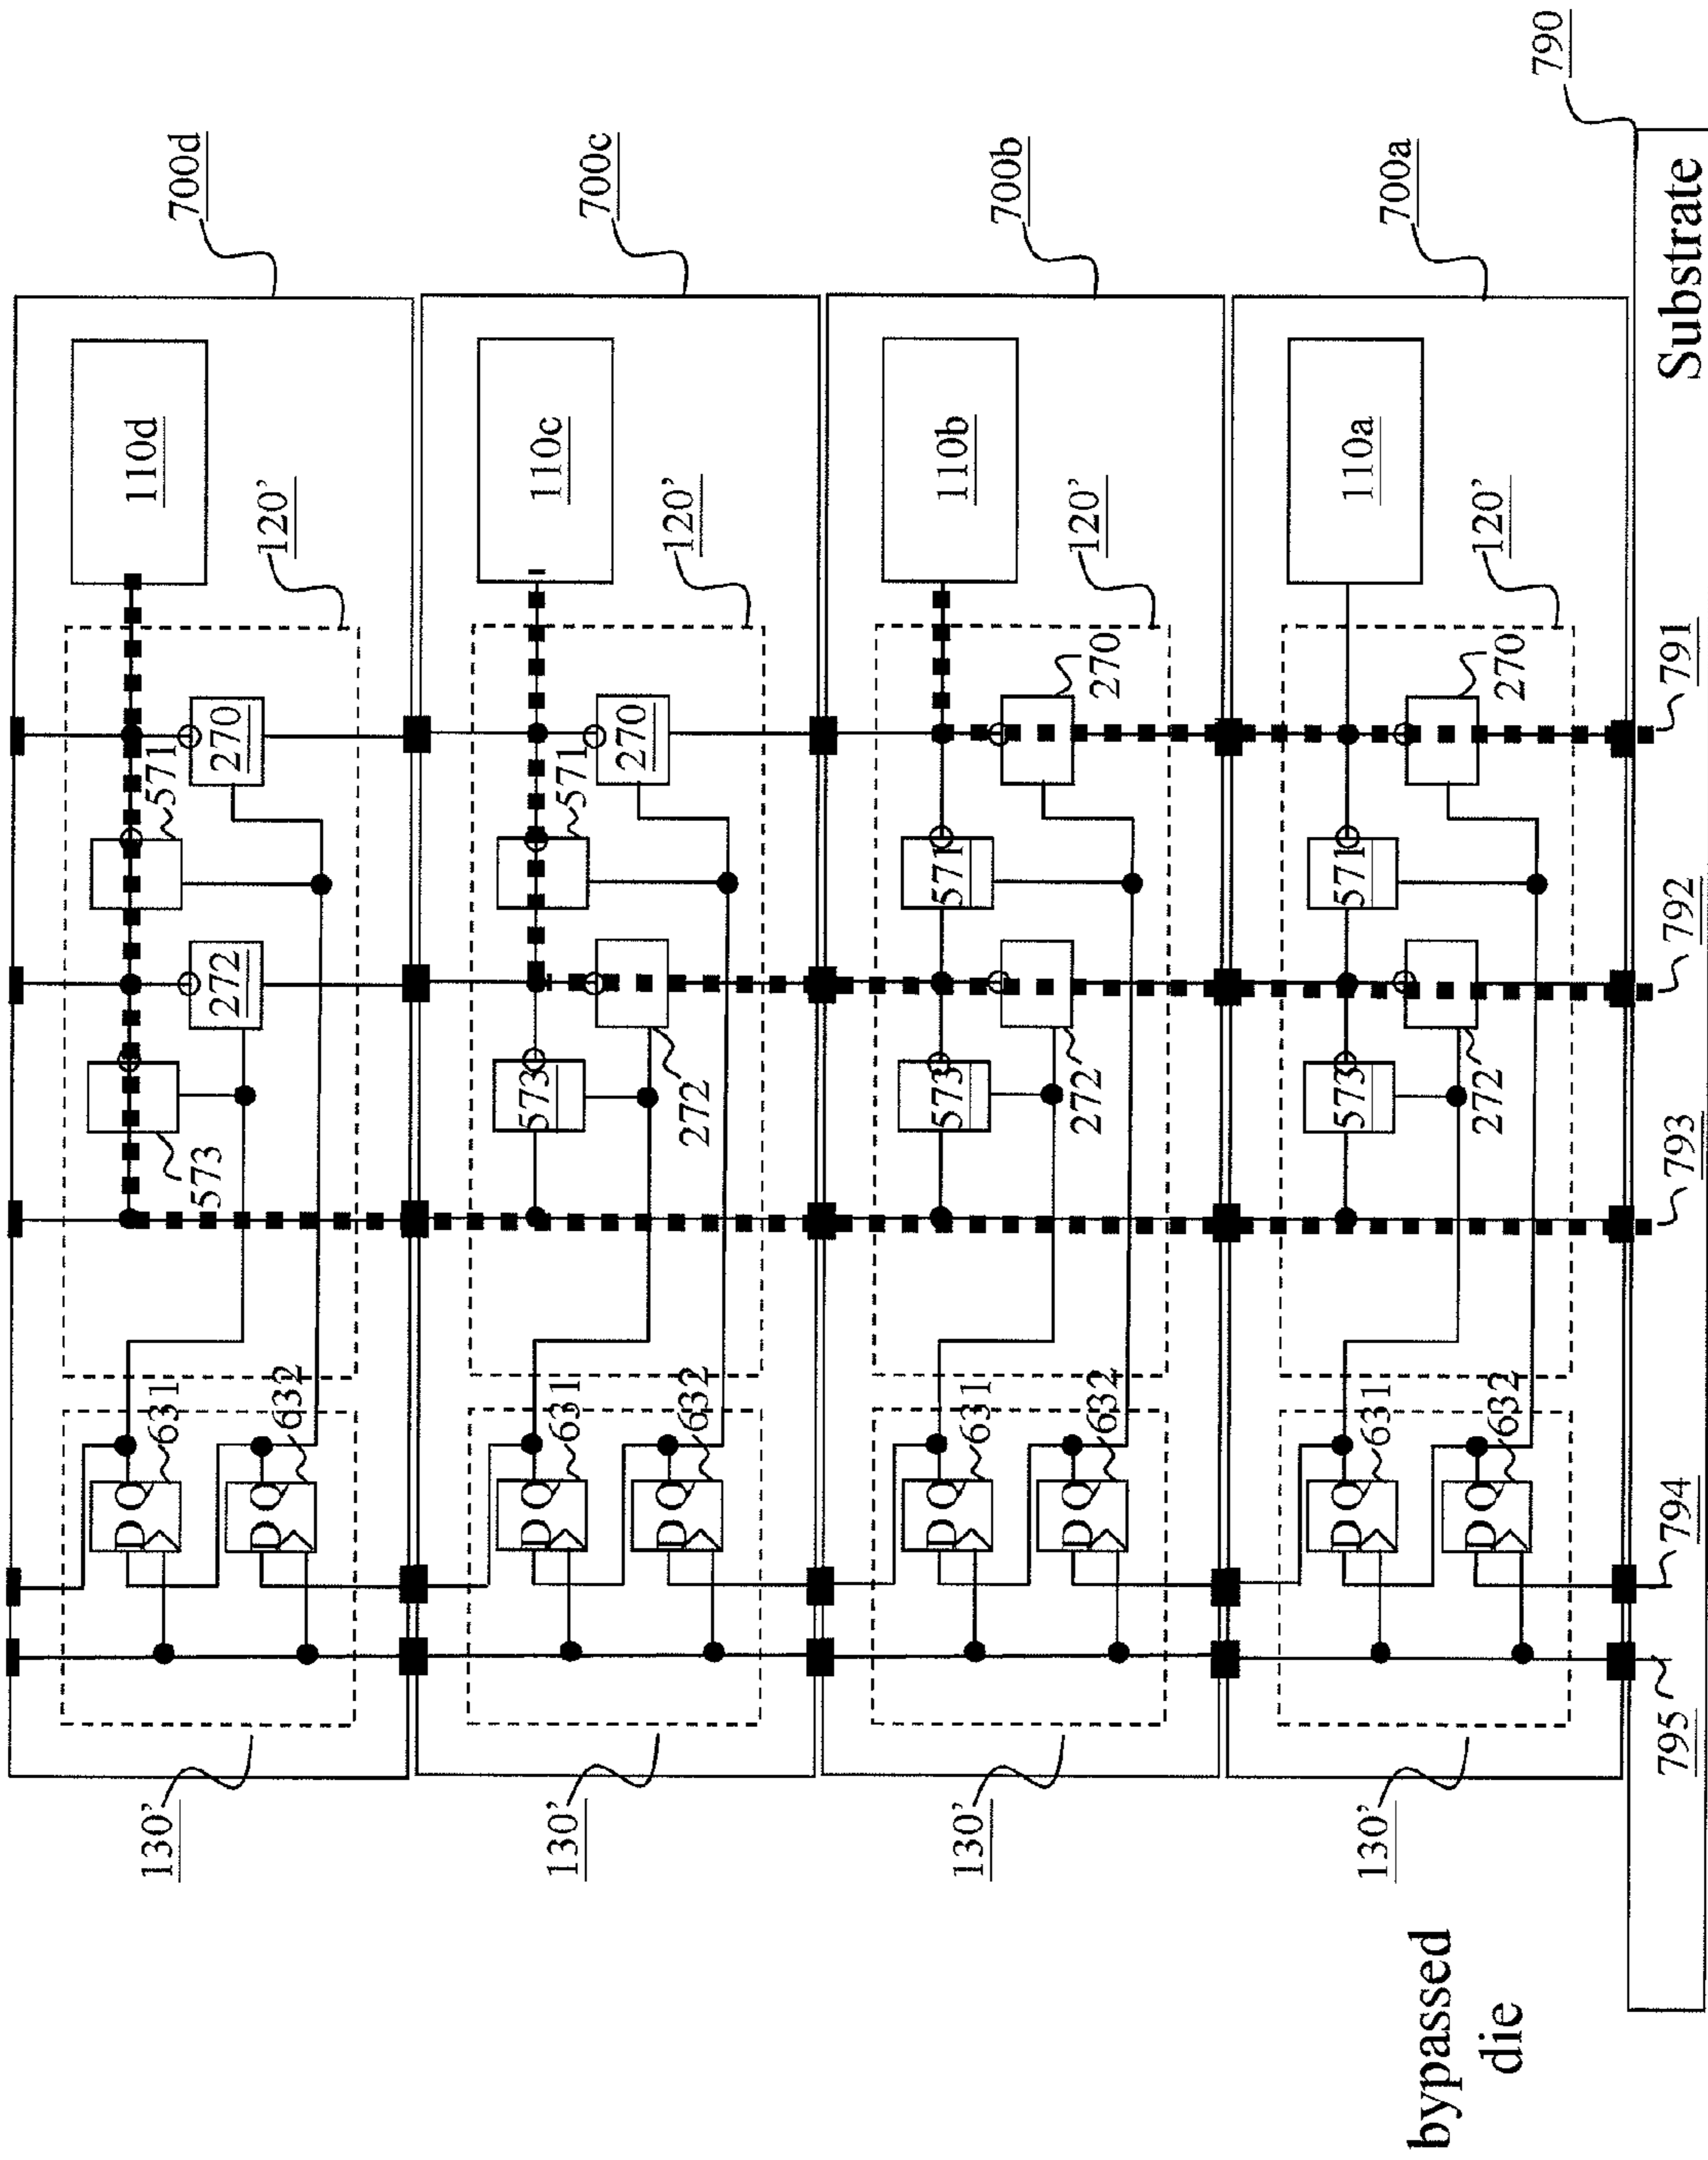 790
700d
700c
700b
700a
110d
110c
110b
110a
Substrate
120'
120'
120'
120'
270
571
270
571
270
571
270
571
791
272
573
272
573
272
573
272
573
792
793
631
D Q
632
D Q
631
D Q
632
D Q
631
D Q
632
D Q
631
D Q
632
D Q
794
795
130'
130'
130'
130'
bypassed
die